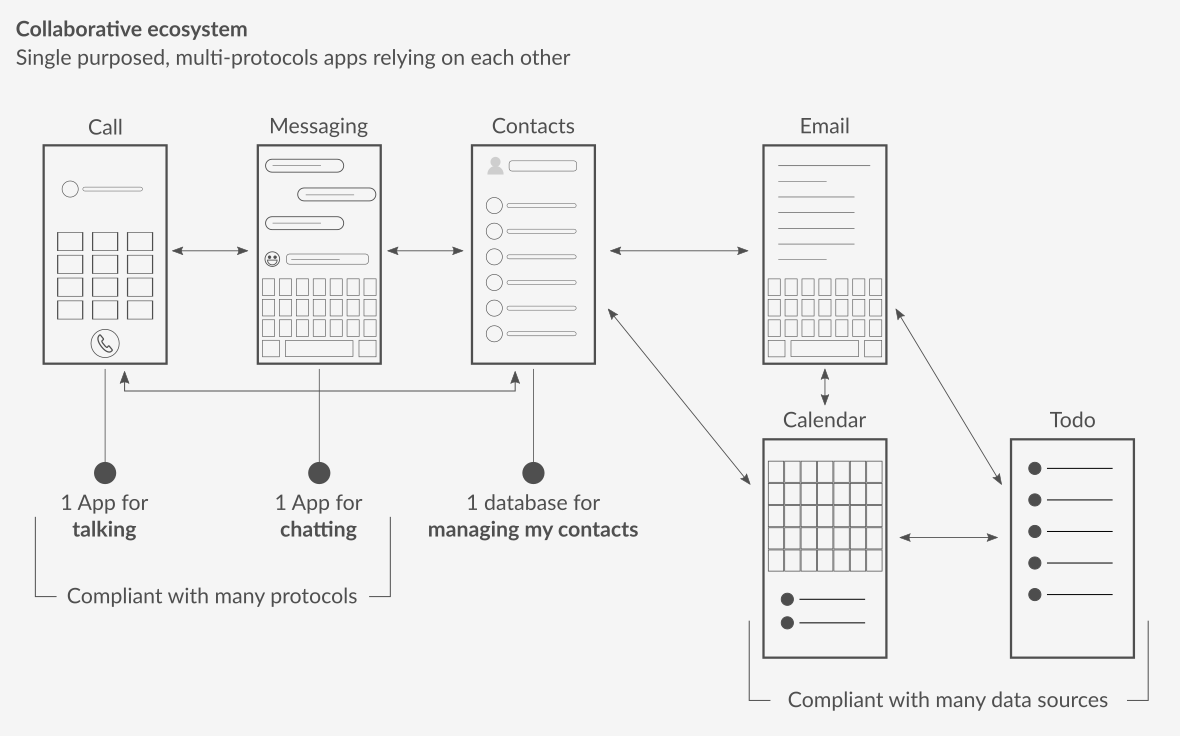 Collaborative ecosystem
Single purposed, multi-protocols apps relying on each other
Call
Messaging
Contacts
Email
Calendar
Todo
1 App for
talking
1 App for
chatting
1 database for
managing my contacts
Compliant with many protocols
Compliant with many data sources